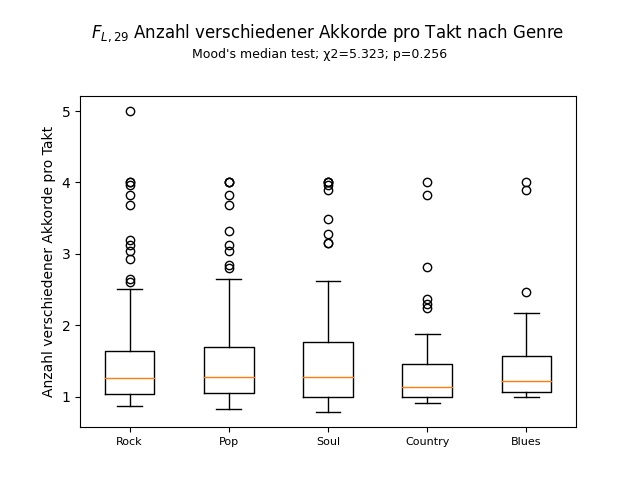 F_L,29 Anzahl verschiedener Akkorde pro Takt nach Genre
Mood's median test; χ2=5.323; p=0.256
Anzahl verschiedener Akkorde pro Takt
5
4
3
2
1
Rock Pop Soul Country Blues